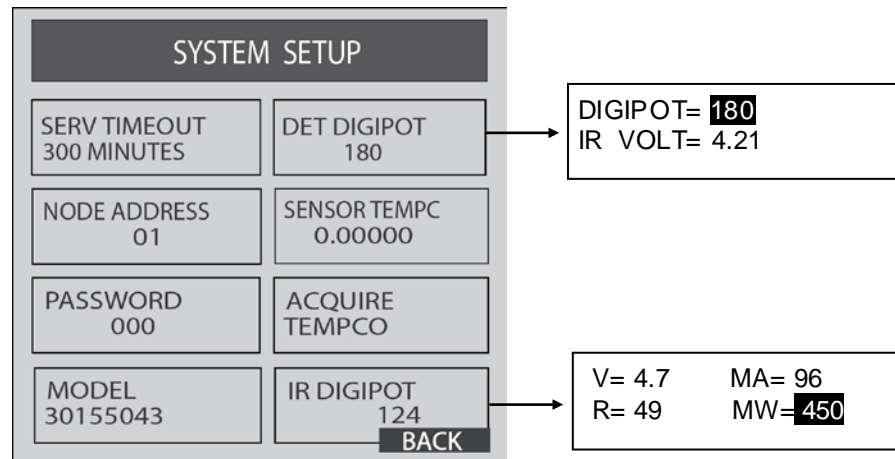 SYSTEM SETUP
SERV TIMEOUT
300 MINUTES
DET DIGIPOT
180
DIGIPOT= 180
IR VOLT= 4.21
NODE ADDRESS
01
SENSOR TEMPC
0.00000
PASSWORD
000
ACQUIRE
TEMPCO
MODEL
30155043
IR DIGIPOT
124
BACK
V= 4.7 MA= 96
R= 49 MW= 450